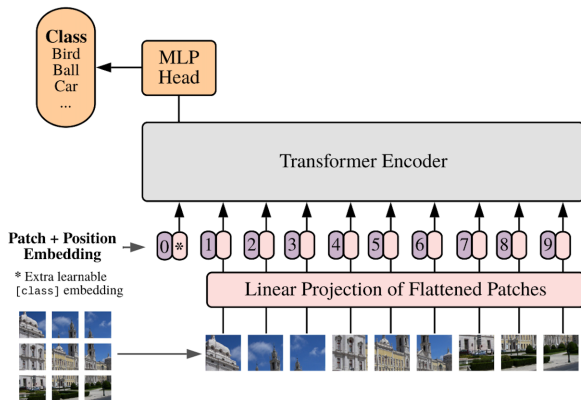 Class
Bird
Ball
Car
...
MLP
Head
Transformer Encoder
Patch + Position
Embedding
0 * 1 2 3 4 5 6 7 8 9
* Extra learnable
[class] embedding
Linear Projection of Flattened Patches